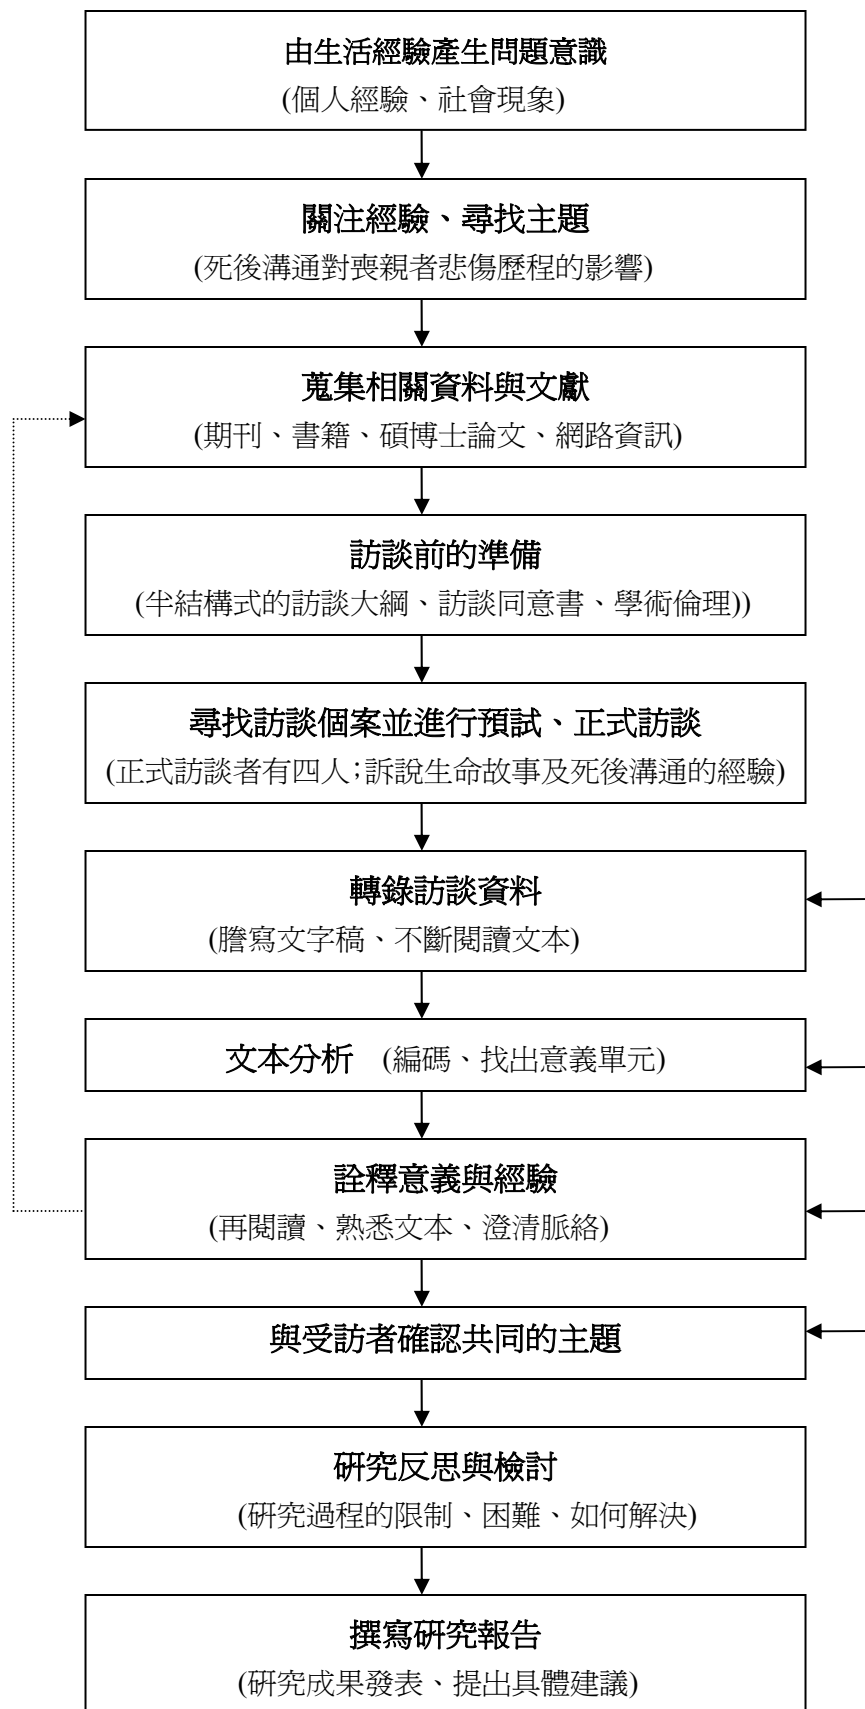 由生活經驗產生問題意識
(個人經驗、社會現象)
關注經驗、尋找主題
(死後溝通對喪親者悲傷歷程的影響)
蒐集相關資料與文獻
(期刊、書籍、碩博士論文、網路資訊)
訪談前的準備
(半結構式的訪談大綱、訪談同意書、學術倫理))
尋找訪談個案並進行預試、正式訪談
(正式訪談者有四人;訴說生命故事及死後溝通的經驗)
轉錄訪談資料
(謄寫文字稿、不斷閱讀文本)
文本分析 (編碼、找出意義單元)
詮釋意義與經驗
(再閱讀、熟悉文本、澄清脈絡)
與受訪者確認共同的主題
研究反思與檢討
(研究過程的限制、困難、如何解決)
撰寫研究報告
(研究成果發表、提出具體建議)